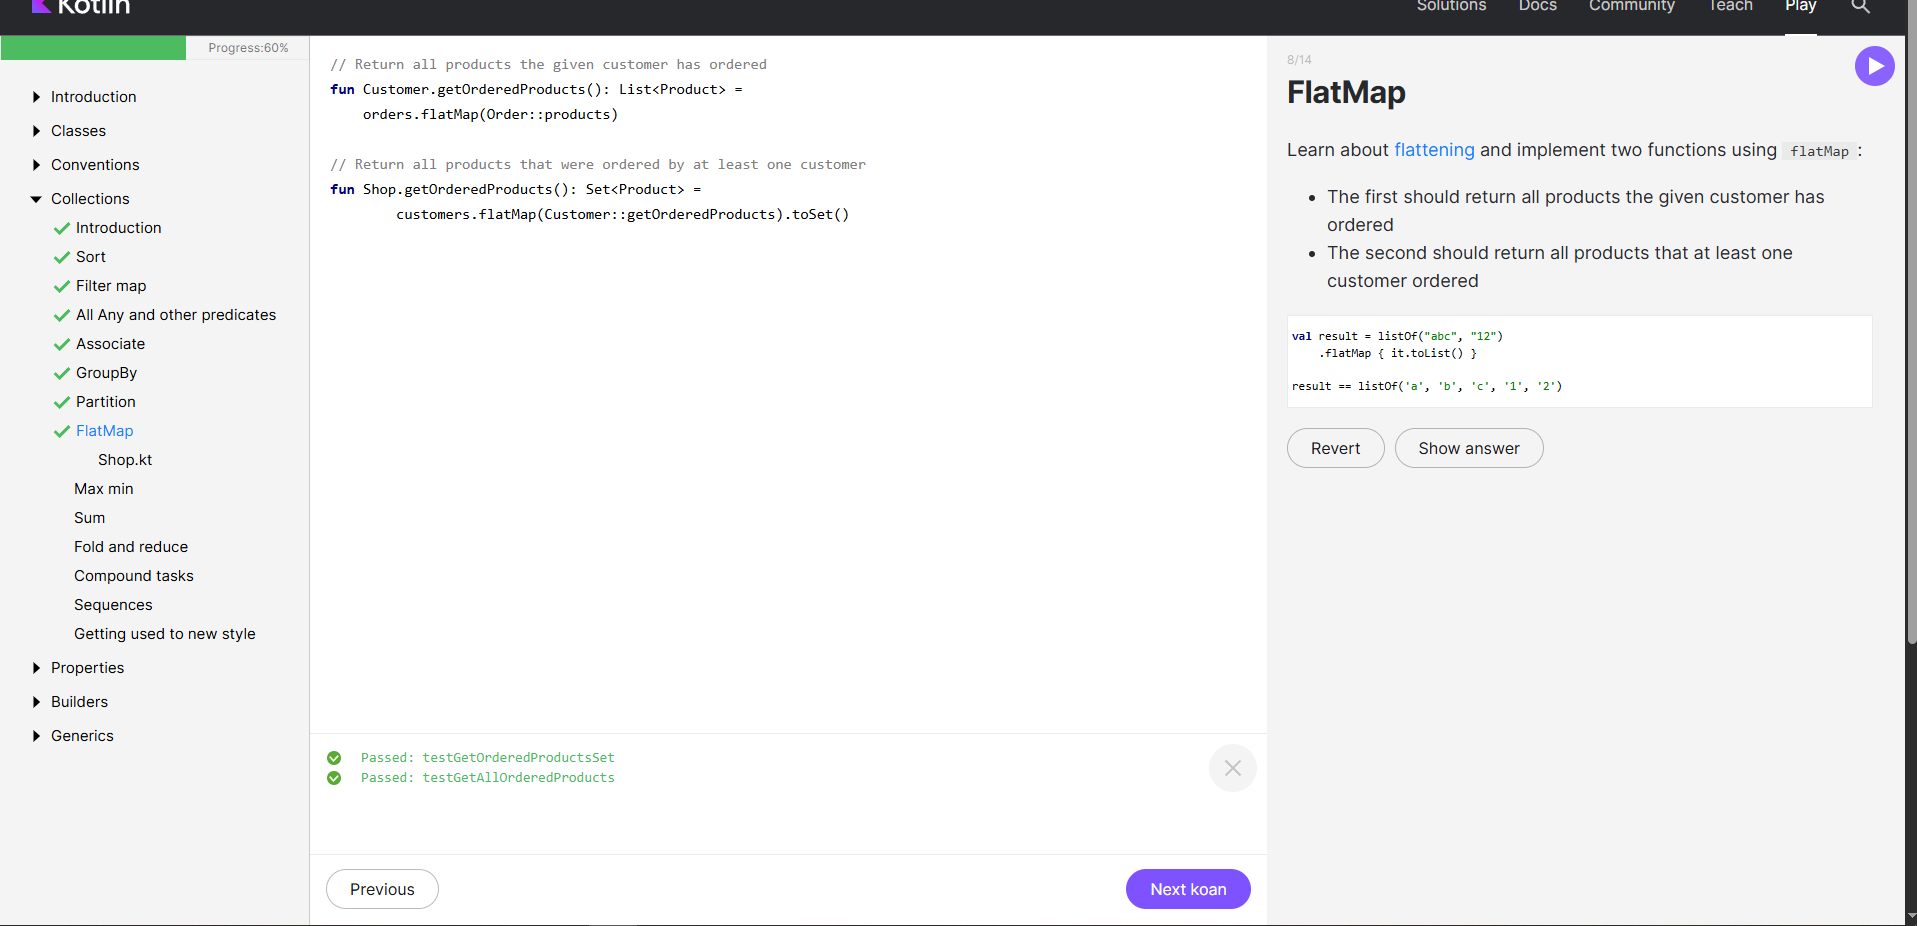 Kotlin
Solutions
Docs
Community
Teach
Play
Progress:60%
Introduction
Classes
Conventions
Collections
Introduction
Sort
Filter map
All Any and other predicates
Associate
GroupBy
Partition
FlatMap
Shop.kt
Max min
Sum
Fold and reduce
Compound tasks
Sequences
Getting used to new style
Properties
Builders
Generics
// Return all products the given customer has ordered
fun Customer.getOrderedProducts(): List<Product> =
    orders.flatMap(Order::products)
// Return all products that were ordered by at least one customer
fun Shop.getOrderedProducts(): Set<Product> =
        customers.flatMap(Customer::getOrderedProducts).toSet()
Passed: testGetOrderedProductsSet
Passed: testGetAllOrderedProducts
Previous
Next koan
8/14
FlatMap
Learn about flattening and implement two functions using flatMap :
• The first should return all products the given customer has
ordered
• The second should return all products that at least one
customer ordered
val result = listOf("abc", "12")
    .flatMap { it.toList() }
result == listOf('a', 'b', 'c', '1', '2')
Revert
Show answer